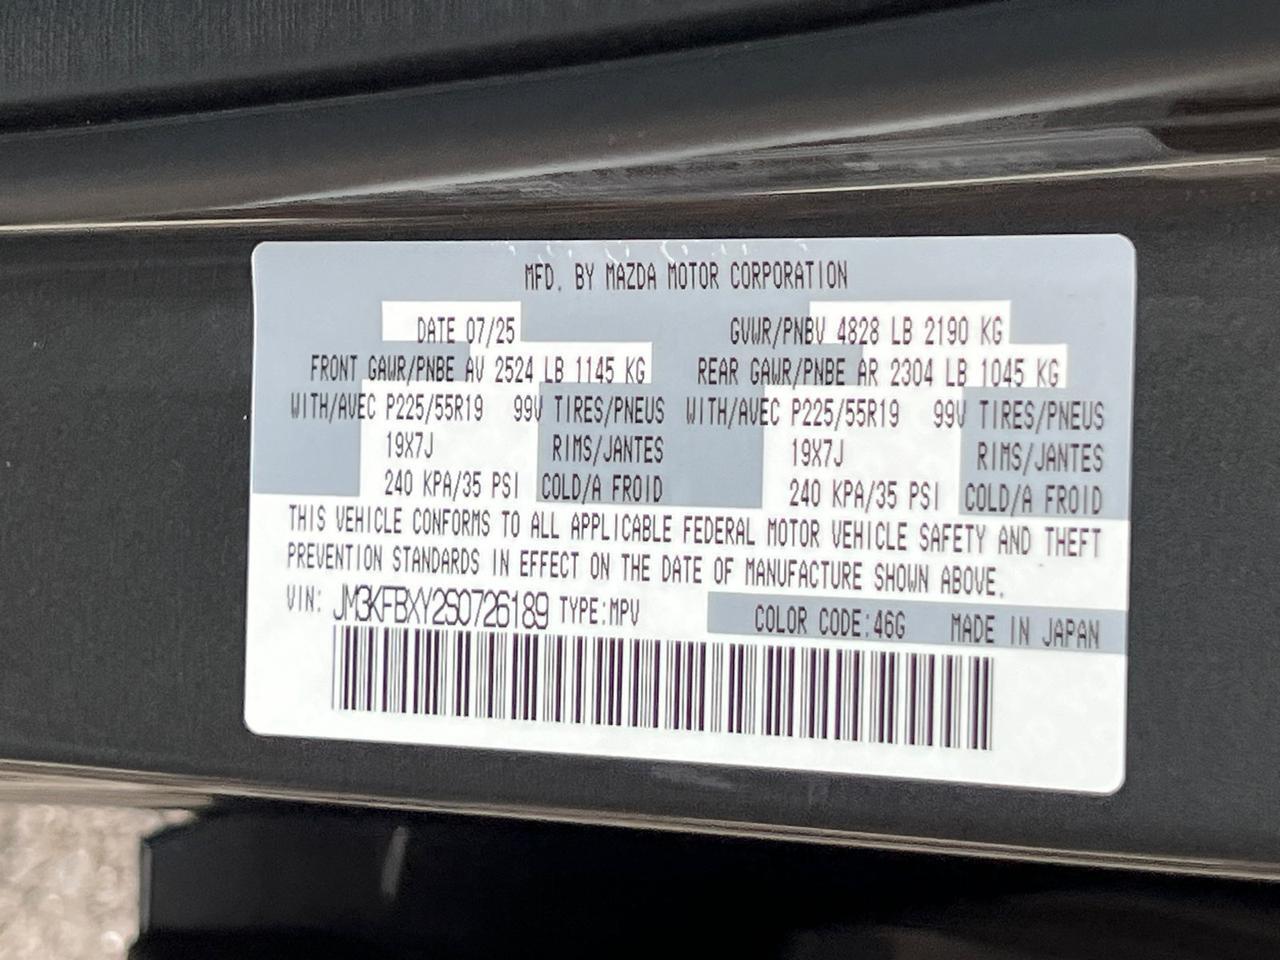 MFD. BY MAZDA MOTOR CORPORATION
DATE 07/25 GVWR/PNBV 4828 LB 2190 KG
FRONT GAWR/PNBE AV 2524 LB 1145 KG REAR GAWR/PNBE AR 2304 LB 1045 KG
WITH/AVEC P225/55R19 99V TIRES/PNEUS WITH/AVEC P225/55R19 99V TIRES/PNEUS
19X7J RIMS/JANTES 19X7J RIMS/JANTES
240 KPA/35 PSI COLD/A FROID 240 KPA/35 PSI COLD/A FROID
THIS VEHICLE CONFORMS TO ALL APPLICABLE FEDERAL MOTOR VEHICLE SAFETY AND THEFT
PREVENTION STANDARDS IN EFFECT ON THE DATE OF MANUFACTURE SHOWN ABOVE.
VIN: JM3KFBXY2S0726189 TYPE:MPV COLOR CODE:46G MADE IN JAPAN